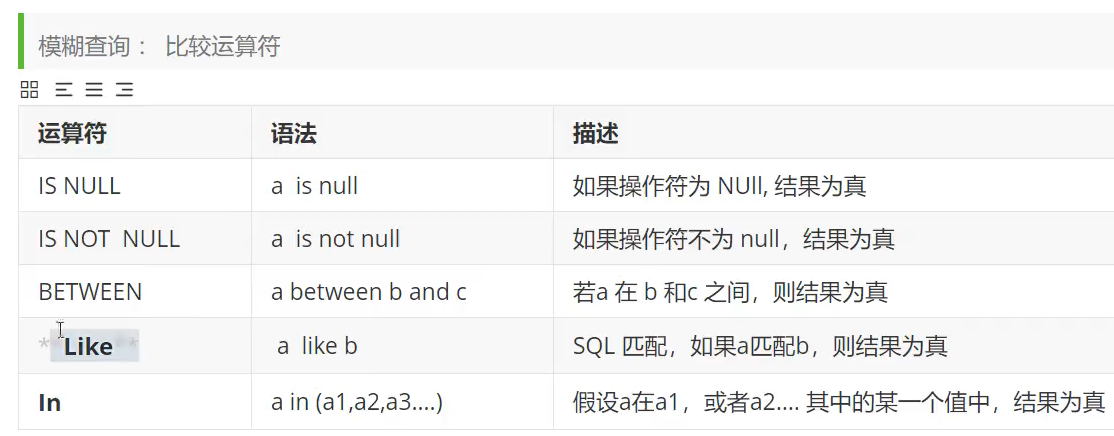 模糊查询： 比较运算符
运算符 语法 描述
IS NULL a is null 如果操作符为 NUll, 结果为真
IS NOT NULL a is not null 如果操作符不为 null，结果为真
BETWEEN a between b and c 若a 在 b 和c 之间，则结果为真
**Like** a like b SQL 匹配，如果a匹配b，则结果为真
In a in (a1,a2,a3....) 假设a在a1，或者a2.... 其中的某一个值中，结果为真